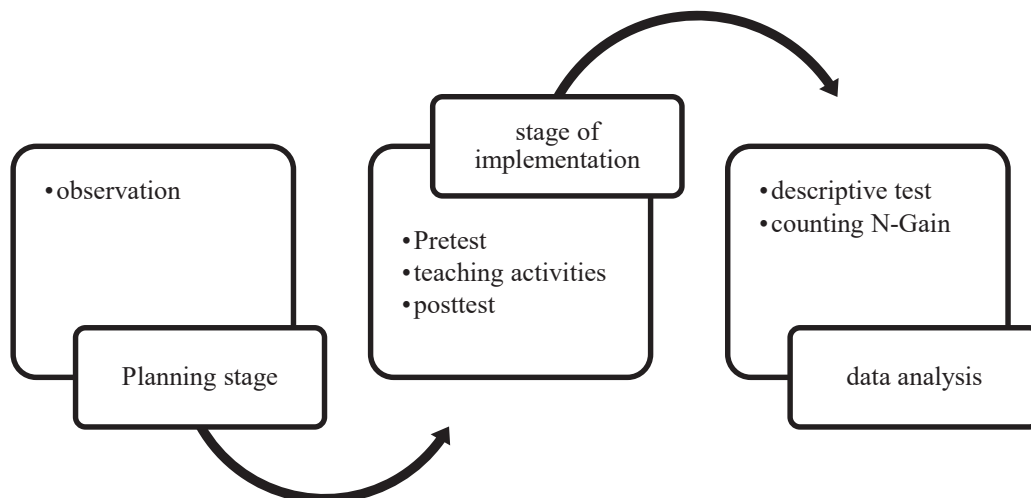 •observation
Planning stage
stage of
implementation
•Pretest
•teaching activities
•posttest
•descriptive test
•counting N-Gain
data analysis